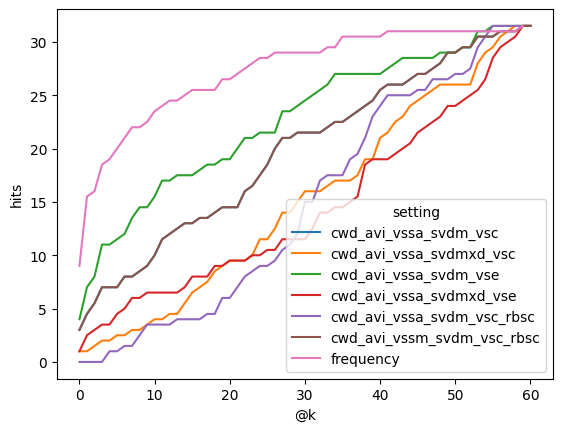 30
25
20
15
10
5
0
hits
0 10 20 30 40 50 60
@k
setting
cwd_avi_vssa_svdm_vsc
cwd_avi_vssa_svdmxd_vsc
cwd_avi_vssa_svdm_vse
cwd_avi_vssa_svdmxd_vse
cwd_avi_vssa_svdm_vsc_rbsc
cwd_avi_vssm_svdm_vsc_rbsc
frequency